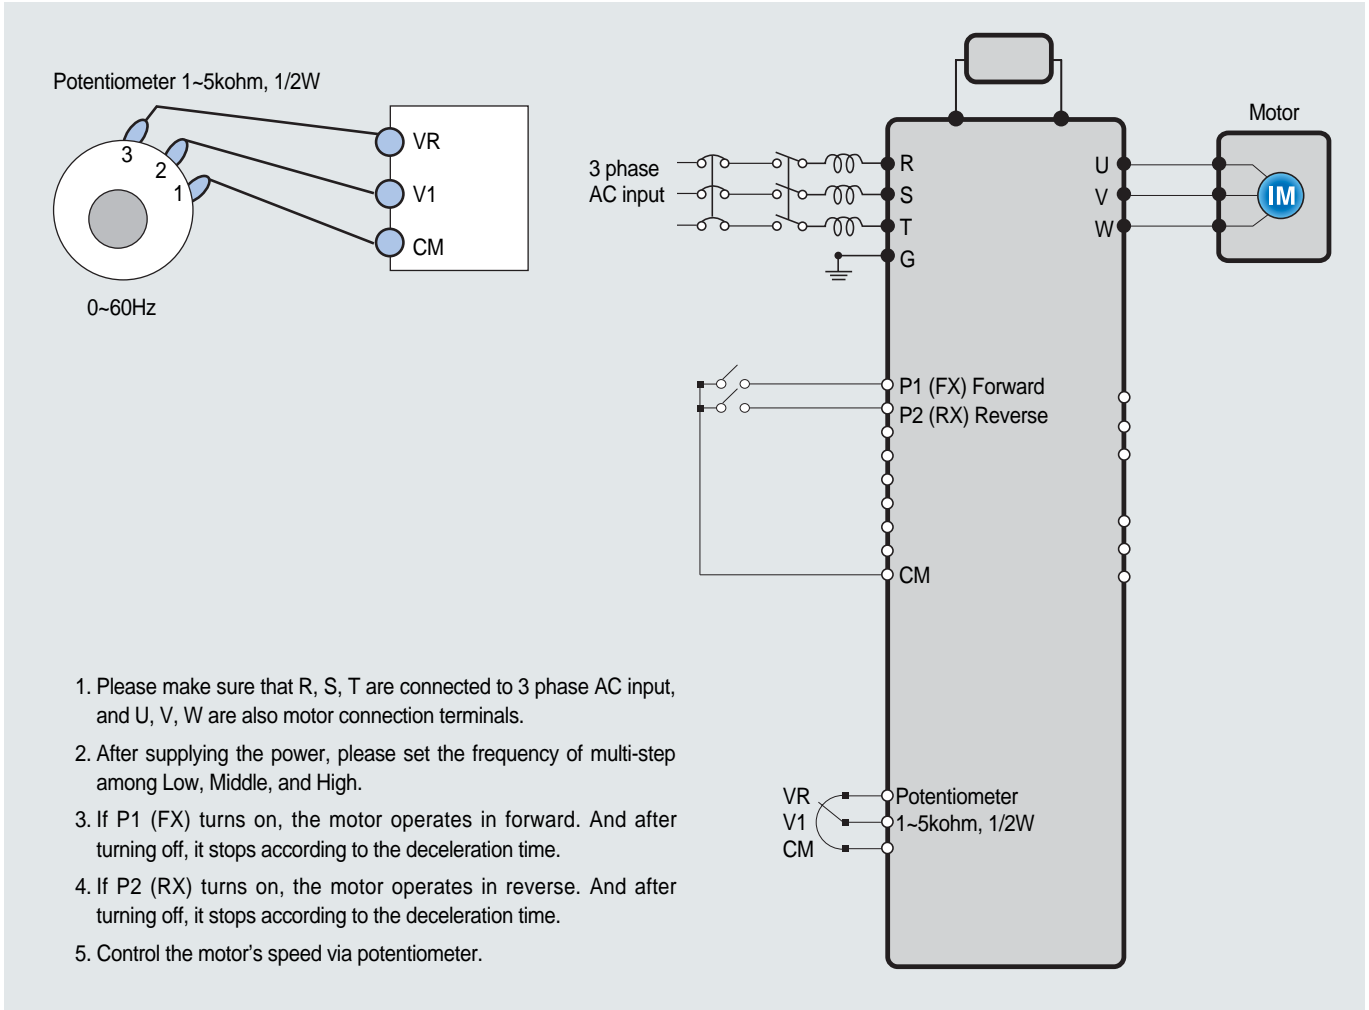 Potentiometer 1~5kohm, 1/2W
3
2
1
VR
V1
CM
0~60Hz
3 phase
AC input
R
S
T
G
U
V
W
Motor
IM
P1 (FX) Forward
P2 (RX) Reverse
CM
VR
V1
CM
Potentiometer
1~5kohm, 1/2W
1. Please make sure that R, S, T are connected to 3 phase AC input,
and U, V, W are also motor connection terminals.
2. After supplying the power, please set the frequency of multi-step
among Low, Middle, and High.
3. If P1 (FX) turns on, the motor operates in forward. And after
turning off, it stops according to the deceleration time.
4. If P2 (RX) turns on, the motor operates in reverse. And after
turning off, it stops according to the deceleration time.
5. Control the motor's speed via potentiometer.